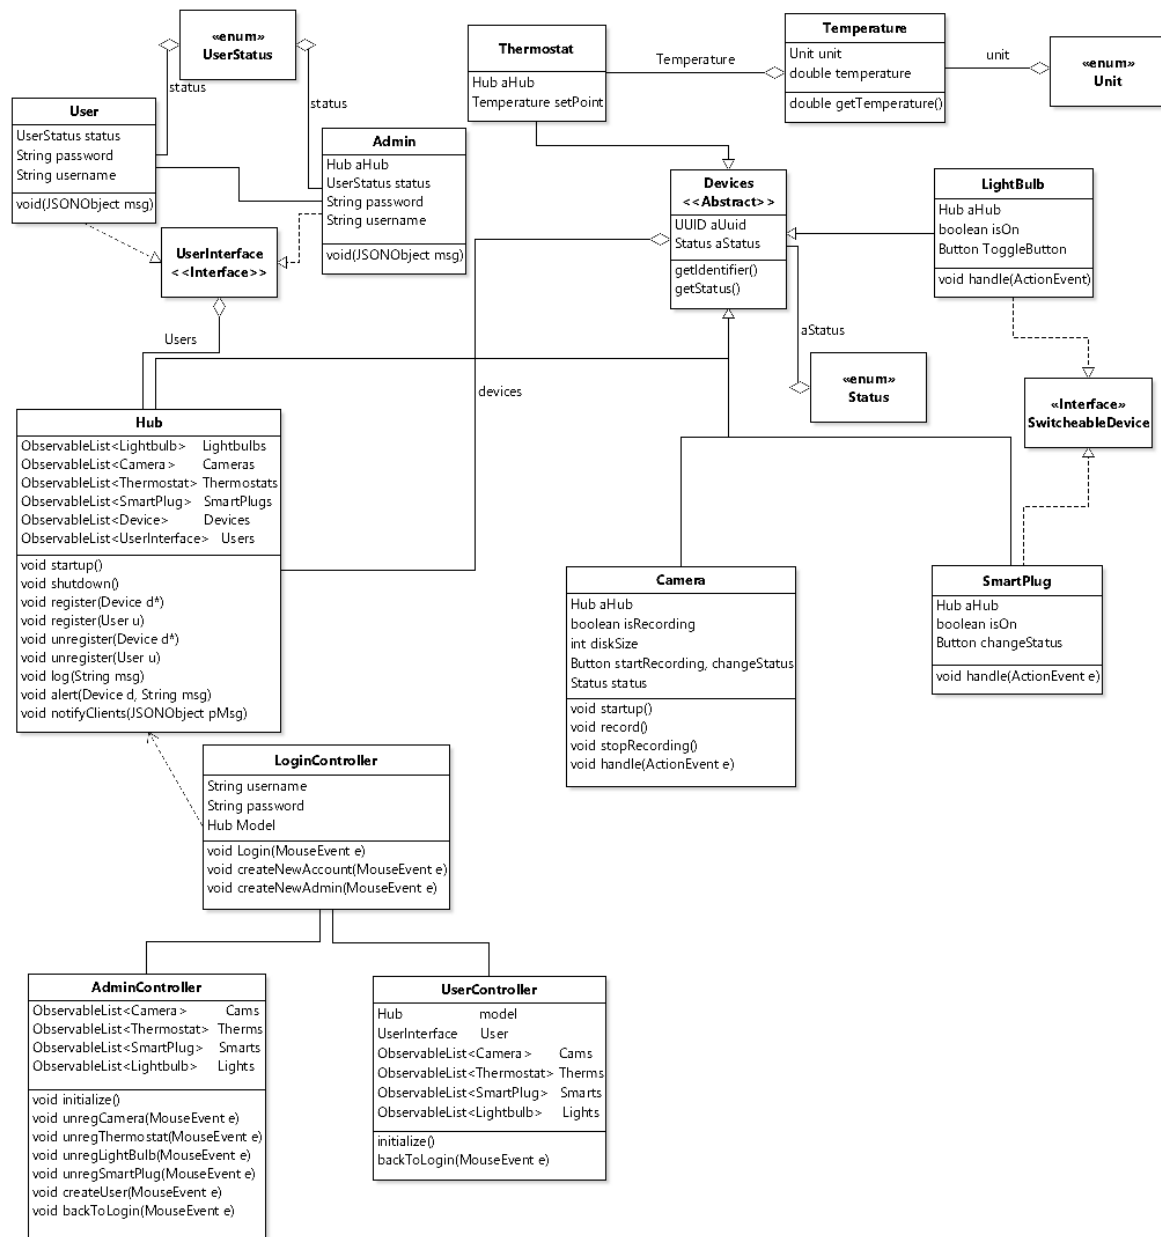 «enum»
UserStatus
status
status
User
UserStatus status
String password
String username
void(JSONObject msg)
Admin
Hub aHub
UserStatus status
String password
String username
void(JSONObject msg)
UserInterface
<<Interface>>
Users
Thermostat
Hub aHub
Temperature setPoint
Temperature
Temperature
Unit unit
double temperature
double getTemperature()
unit
«enum»
Unit
Devices
<<Abstract>>
UUID aUuid
Status aStatus
getIdentifier()
getStatus()
LightBulb
Hub aHub
boolean isOn
Button ToggleButton
void handle(ActionEvent)
aStatus
«enum»
Status
devices
«Interface»
SwitcheableDevice
Hub
ObservableList<Lightbulb> Lightbulbs
ObservableList<Camera> Cameras
ObservableList<Thermostat> Thermostats
ObservableList<SmartPlug> SmartPlugs
ObservableList<Device> Devices
ObservableList<UserInterface> Users
void startup()
void shutdown()
void register(Device d*)
void register(User u)
void unregister(Device d*)
void unregister(User u)
void log(String msg)
void alert(Device d, String msg)
void notifyClients(JSONObject pMsg)
Camera
Hub aHub
boolean isRecording
int diskSize
Button startRecording, changeStatus
Status status
void startup()
void record()
void stopRecording()
void handle(ActionEvent e)
SmartPlug
Hub aHub
boolean isOn
Button changeStatus
void handle(ActionEvent e)
LoginController
String username
String password
Hub Model
void Login(MouseEvent e)
void createNewAccount(MouseEvent e)
void createNewAdmin(MouseEvent e)
AdminController
ObservableList<Camera> Cams
ObservableList<Thermostat> Therms
ObservableList<SmartPlug> Smarts
ObservableList<Lightbulb> Lights
void initialize()
void unregCamera(MouseEvent e)
void unregThermostat(MouseEvent e)
void unregLightBulb(MouseEvent e)
void unregSmartPlug(MouseEvent e)
void createUser(MouseEvent e)
void backToLogin(MouseEvent e)
UserController
Hub model
UserInterface User
ObservableList<Camera> Cams
ObservableList<Thermostat> Therms
ObservableList<SmartPlug> Smarts
ObservableList<Lightbulb> Lights
initialize()
backToLogin(MouseEvent e)